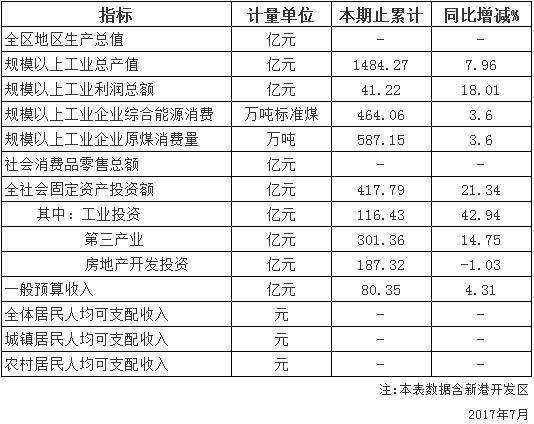 指标 计量单位 本期止累计 同比增减%
全区地区生产总值 亿元 - -
规模以上工业总产值 亿元 1484.27 7.96
规模以上工业利润总额 亿元 41.22 18.01
规模以上工业企业综合能源消费 万吨标准煤 464.06 3.6
规模以上工业企业原煤消费量 万吨 587.15 3.6
社会消费品零售总额 亿元 - -
全社会固定资产投资额 亿元 417.79 21.34
其中：工业投资 亿元 116.43 42.94
第三产业 亿元 301.36 14.75
房地产开发投资 亿元 187.32 -1.03
一般预算收入 亿元 80.35 4.31
全体居民人均可支配收入 元 - -
城镇居民人均可支配收入 元 - -
农村居民人均可支配收入 元 - -
注：本表数据含新港开发区
2017年7月